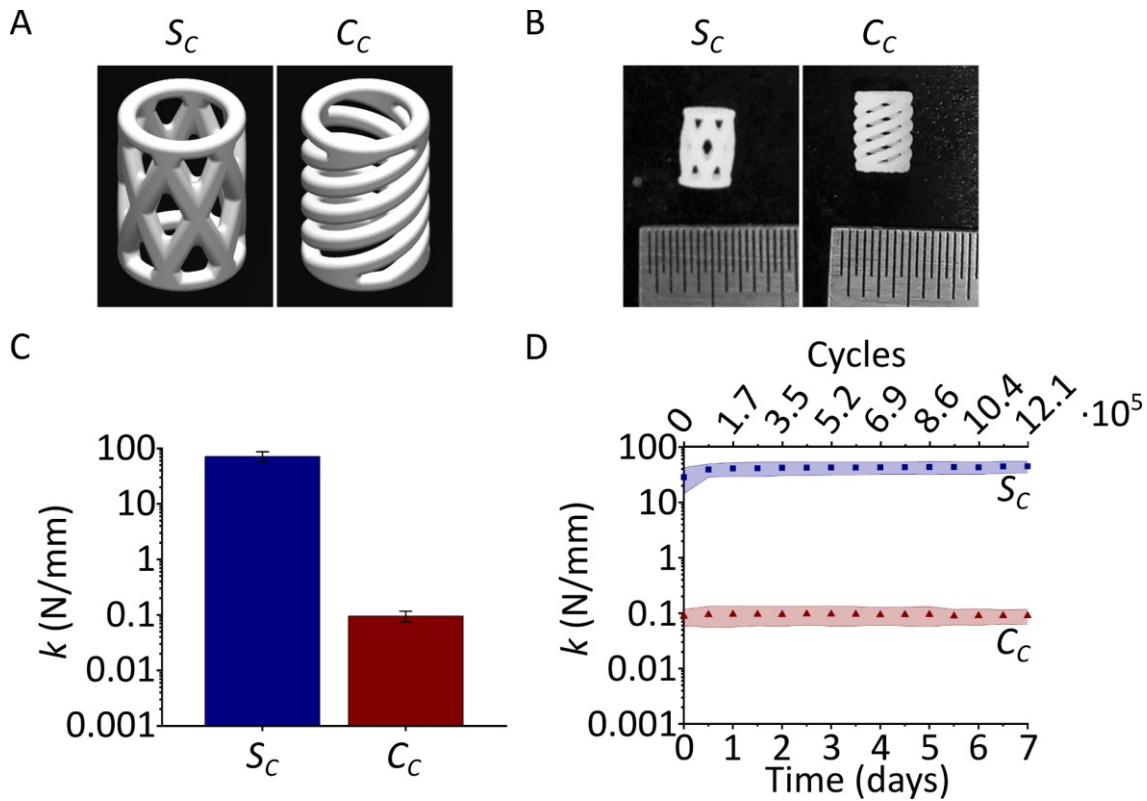 A
S_C
C_C
B
S_C
C_C
C
100
10
1
0.1
0.01
0.001
k (N/mm)
S_C
C_C
D
Cycles
0
1.7
3.5
5.2
6.9
8.6
10.4
12.1
·10⁵
100
10
1
0.1
0.01
0.001
k (N/mm)
S_C
C_C
0 1 2 3 4 5 6 7
Time (days)